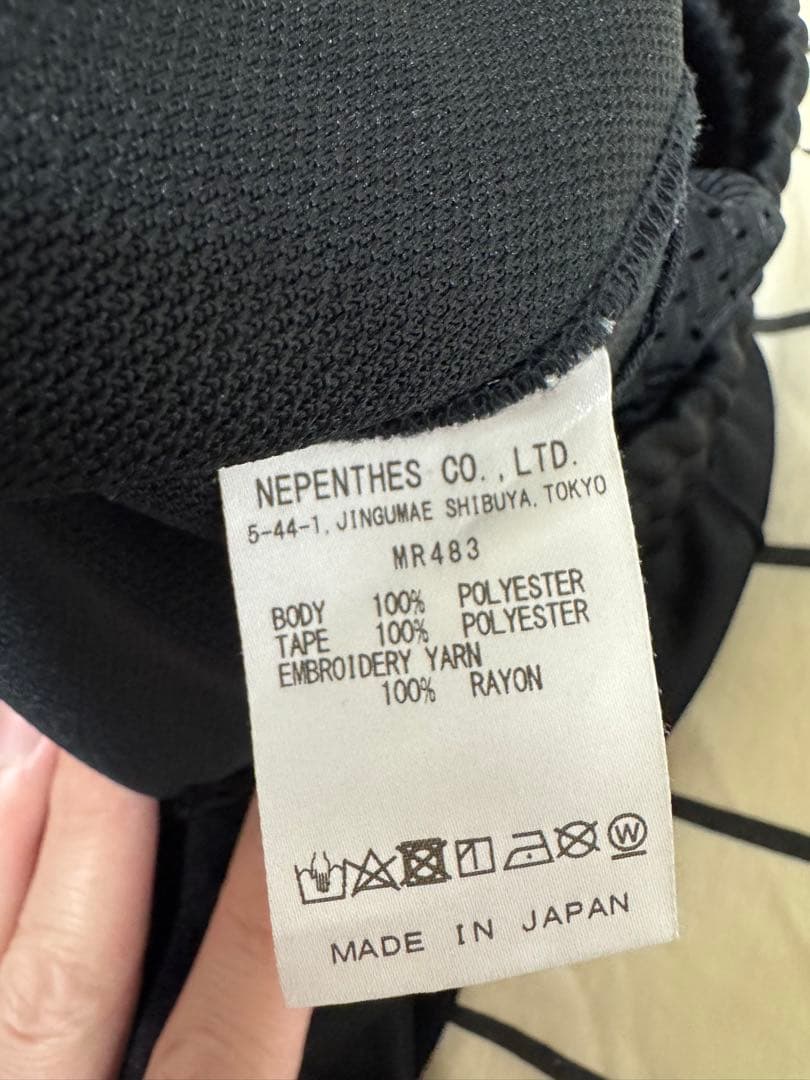 NEPENTHES CO.,LTD.
5-44-1, JINGUMAE SHIBUYA, TOKYO
MR483
BODY 100% POLYESTER
TAPE 100% POLYESTER
EMBROIDERY YARN
100% RAYON
W
MADE IN JAPAN